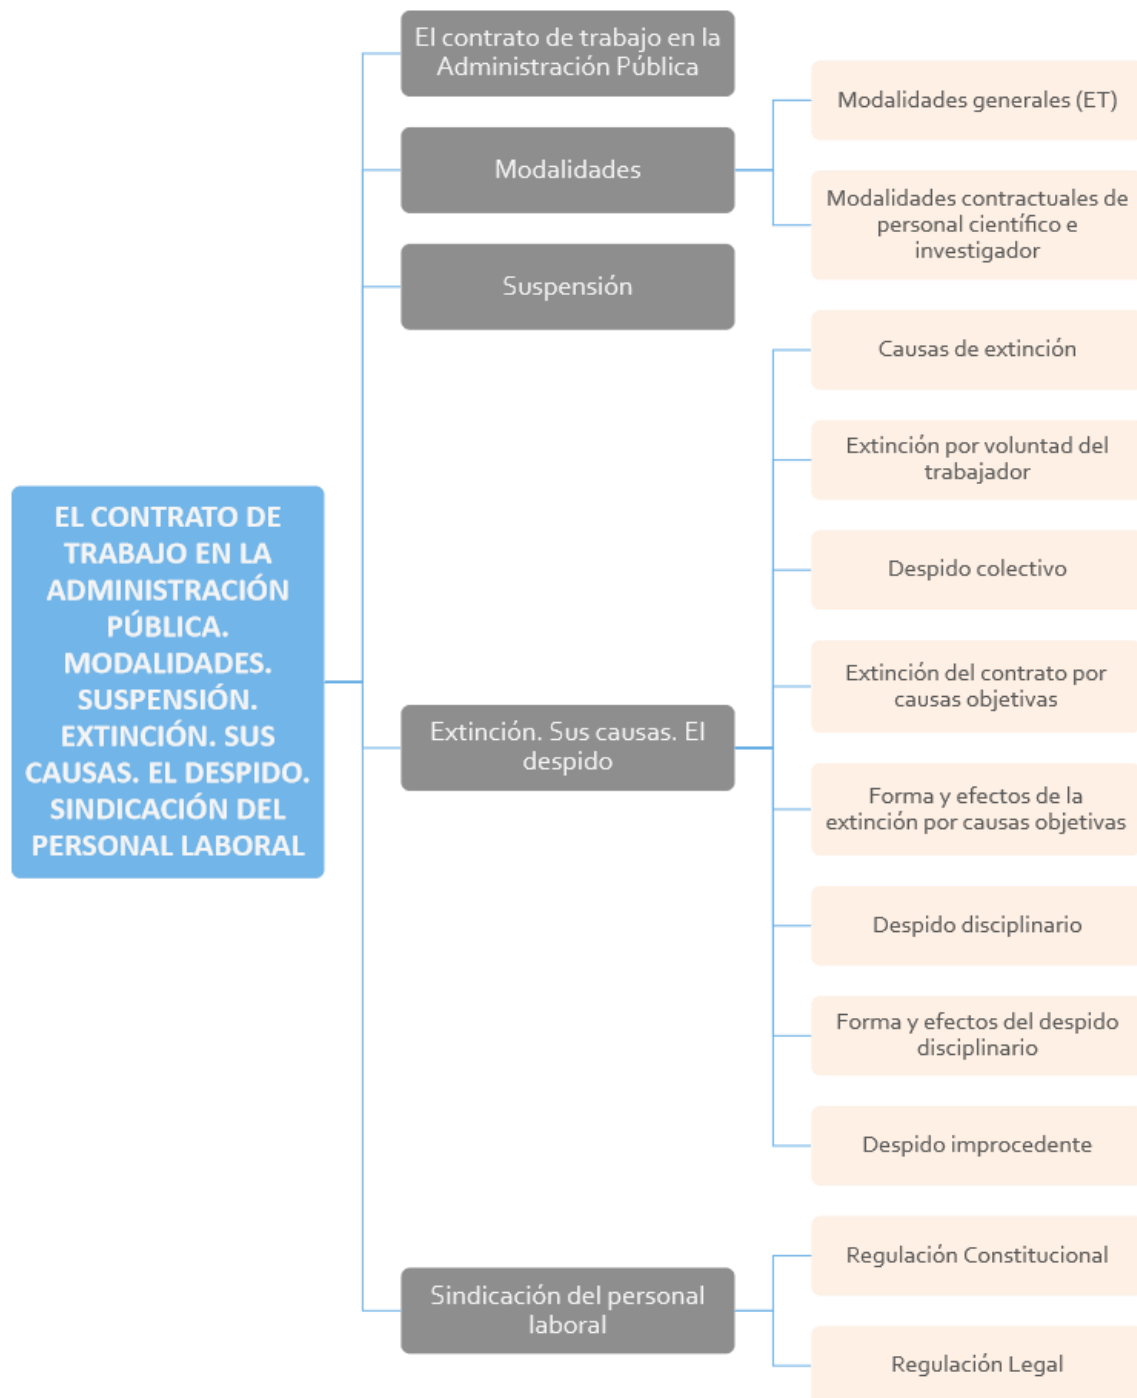 EL CONTRATO DE
TRABAJO EN LA
ADMINISTRACIÓN
PÚBLICA.
MODALIDADES.
SUSPENSIÓN.
EXTINCIÓN. SUS
CAUSAS. EL DESPIDO.
SINDICACIÓN DEL
PERSONAL LABORAL
El contrato de trabajo en la
Administración Pública
Modalidades
Modalidades generales (ET)
Modalidades contractuales de
personal científico e
investigador
Suspensión
Extinción. Sus causas. El
despido
Causas de extinción
Extinción por voluntad del
trabajador
Despido colectivo
Extinción del contrato por
causas objetivas
Forma y efectos de la
extinción por causas objetivas
Despido disciplinario
Forma y efectos del despido
disciplinario
Despido improcedente
Sindicación del personal
laboral
Regulación Constitucional
Regulación Legal